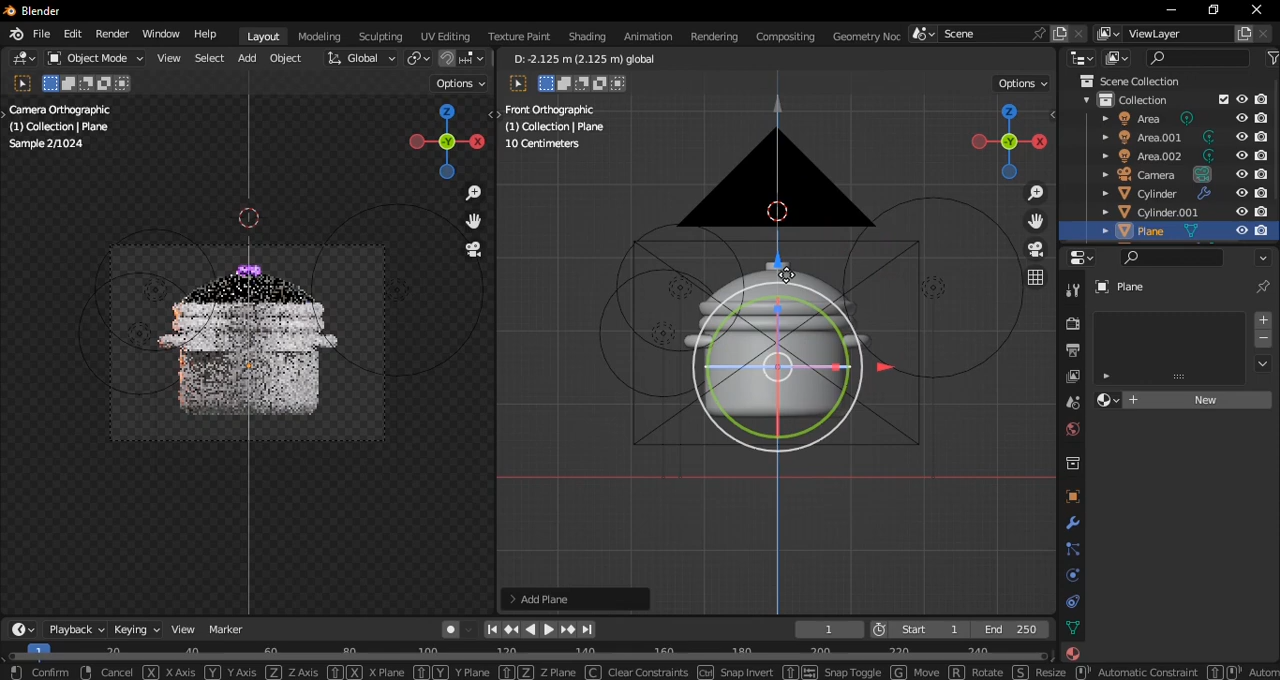 Blender
File Edit Render Window Help Layout Modeling Sculpting UV Editing Texture Paint Shading Animation Rendering Compositing Geometry Noc Scene ViewLayer
Object Mode View Select Add Object Global D: -2.125 m (2.125 m) global
Options Options
Camera Orthographic
(1) Collection | Plane
Sample 2/1024
Front Orthographic
(1) Collection | Plane
10 Centimeters
Z
X
-Y
Z
X
-Y
Scene Collection
Collection
Area
Area.001
Area.002
Camera
Cylinder
Cylinder.001
Plane
Plane
New
Add Plane
Playback Keying View Marker 1 Start 1 End 250
1 20 40 60 80 100 120 140 160 180 200 220 240
Confirm Cancel X X Axis Y Y Axis Z Z Axis X X Plane Y Y Plane Z Z Plane C Clear Constraints Ctrl Snap Invert Snap Toggle G Move R Rotate S Resize Automatic Constraint Autom